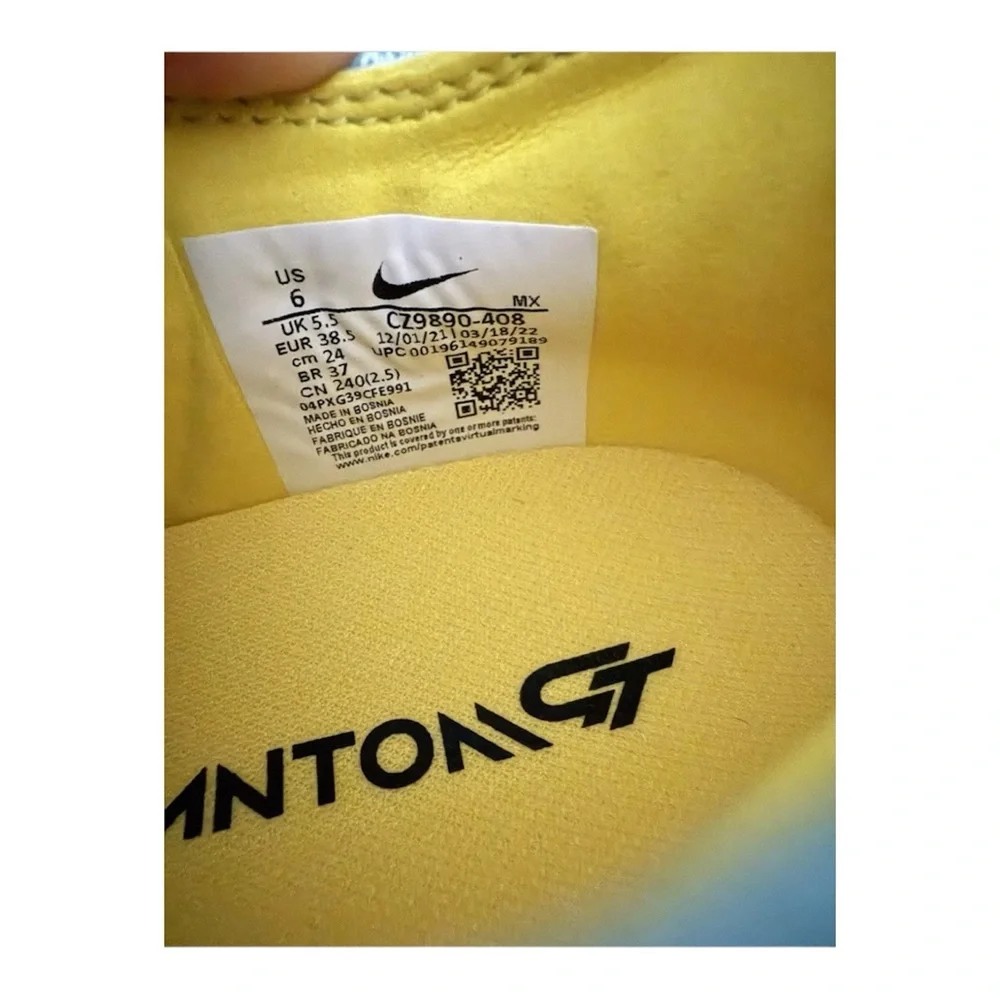 US
6
MX
UK 5.5
EUR 38.5
cm 24
BR 37
CN 240(2.5)
CZ9890-408
12/01/21 | 03/18/22
UPC 00196149079189
04PXG39CFE991
MADE IN BOSNIA
HECHO EN BOSNIA
FABRIQUE EN BOSNIE
FABRICADO NA BOSNIA
This product is covered by one or more patents:
www.nike.com/patentsvirtualmarking
ANTOM GT